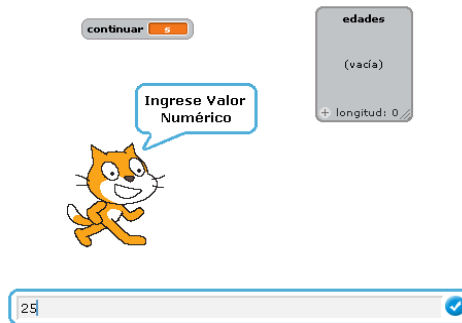 continuar s
edades
(vacía)
+ longitud: 0
Ingrese Valor
Numérico
25